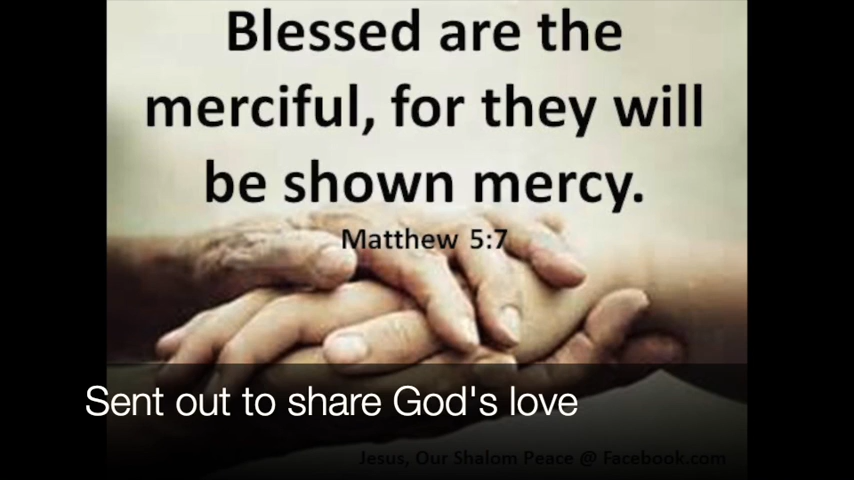 Blessed are the
merciful, for they will
be shown mercy.
Matthew 5:7
Sent out to share God's love
Jesus, Our Shalom Peace @ Facebook.com